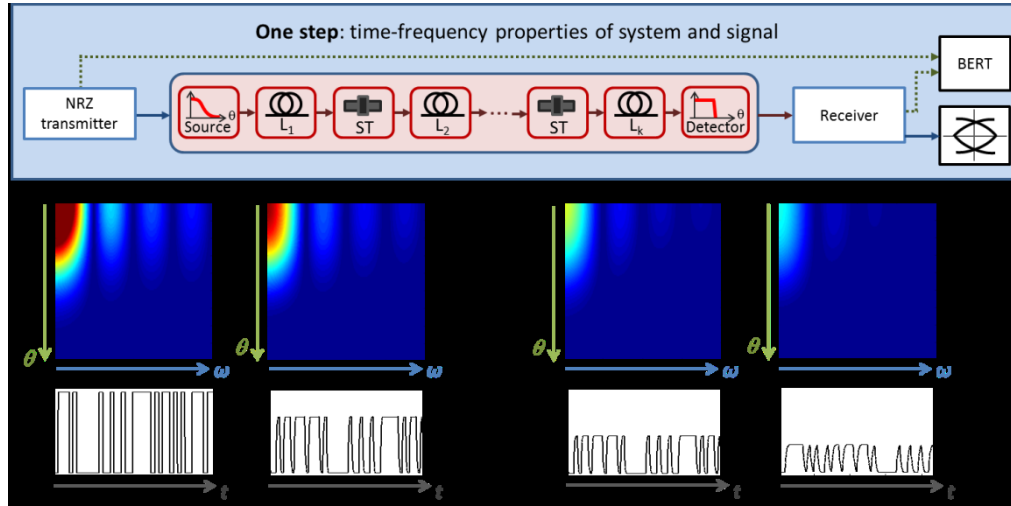 One step: time-frequency properties of system and signal
BERT
NRZ
transmitter
θ
Source
L1
ST
L2
ST
Lk
θ
Detector
Receiver
θ
ω
θ
ω
θ
ω
θ
ω
t
t
t
t